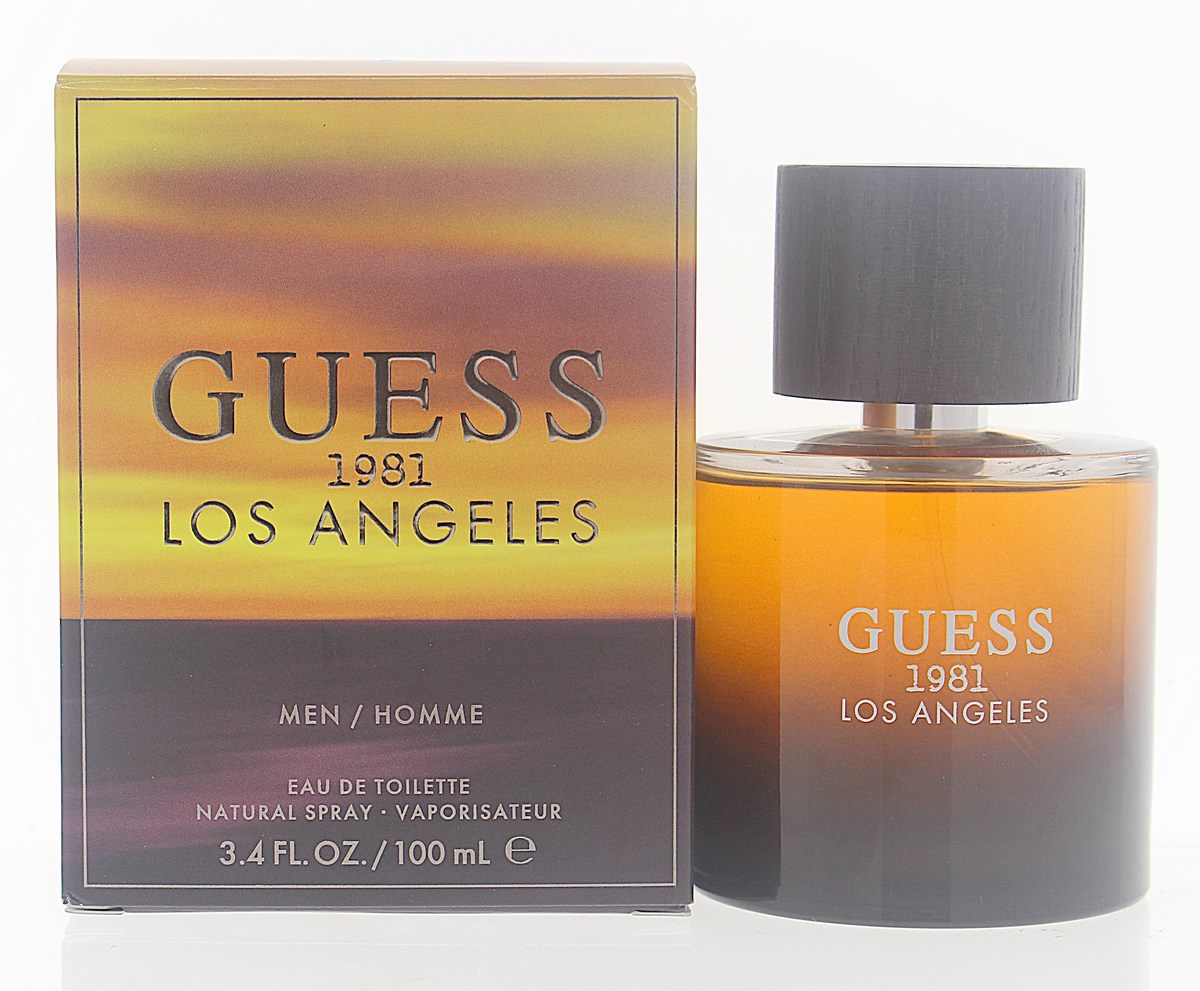 GUESS
1981
LOS ANGELES
MEN / HOMME
EAU DE TOILETTE
NATURAL SPRAY · VAPORISATEUR
3.4 FL. OZ. / 100 mL ℮
GUESS
1981
LOS ANGELES